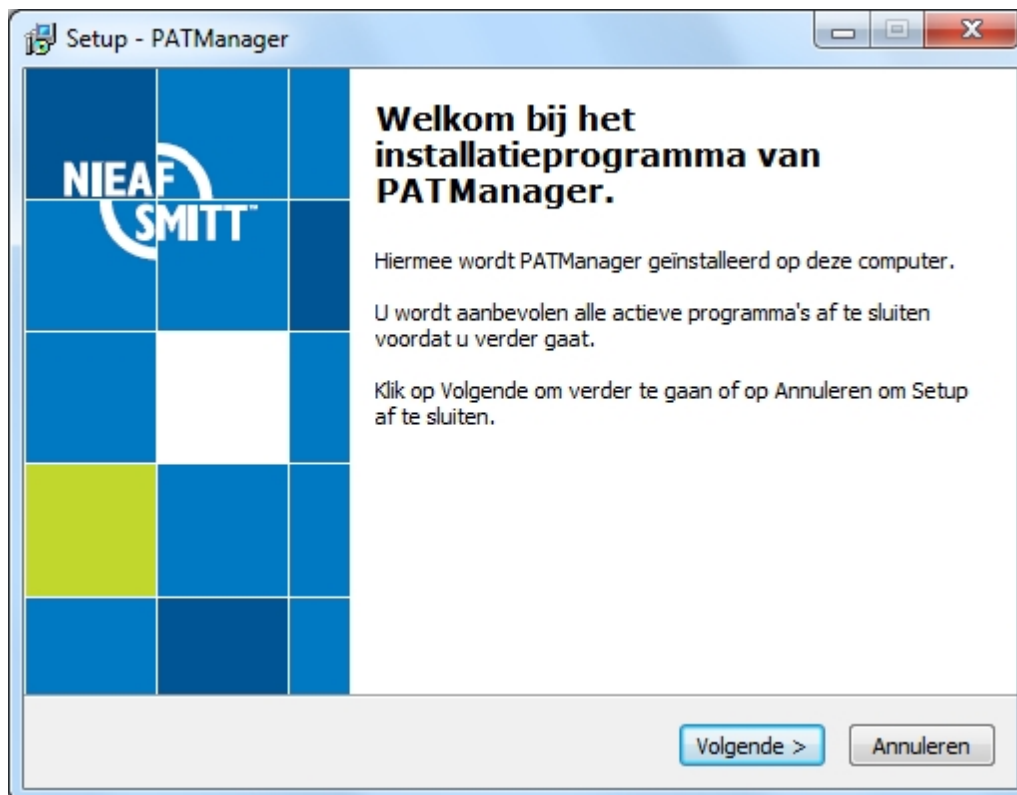 Setup - PATManager
NIEAF
SMITT™
Welkom bij het
installatieprogramma van
PATManager.
Hiermee wordt PATManager geïnstalleerd op deze computer.
U wordt aanbevolen alle actieve programma's af te sluiten
voordat u verder gaat.
Klik op Volgende om verder te gaan of op Annuleren om Setup
af te sluiten.
Volgende >
Annuleren